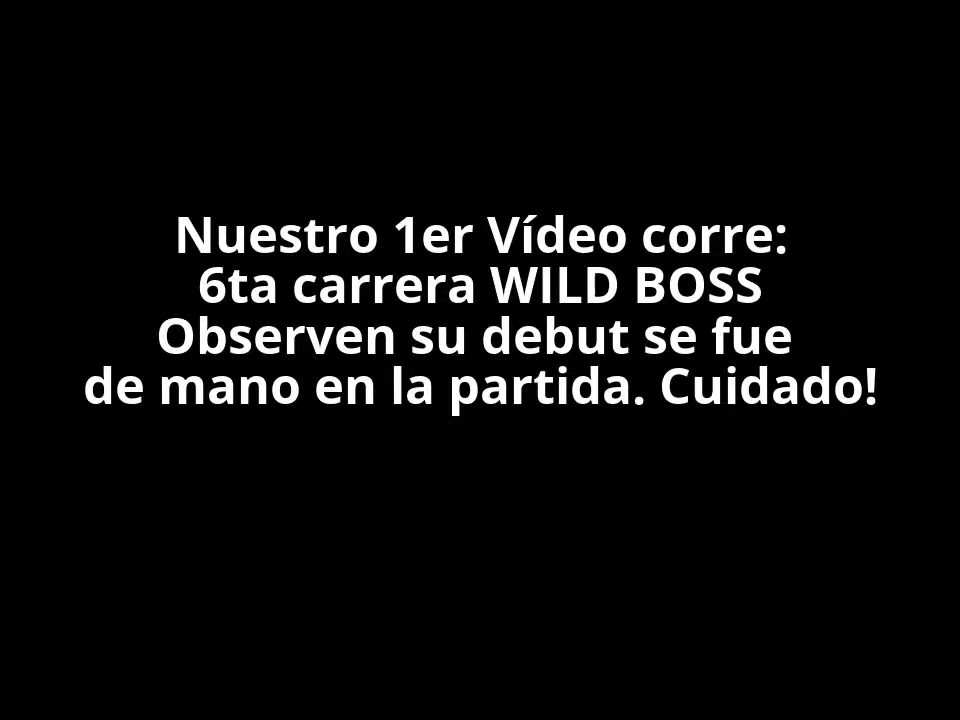 Nuestro 1er Vídeo corre:
6ta carrera WILD BOSS
Observen su debut se fue
de mano en la partida. Cuidado!